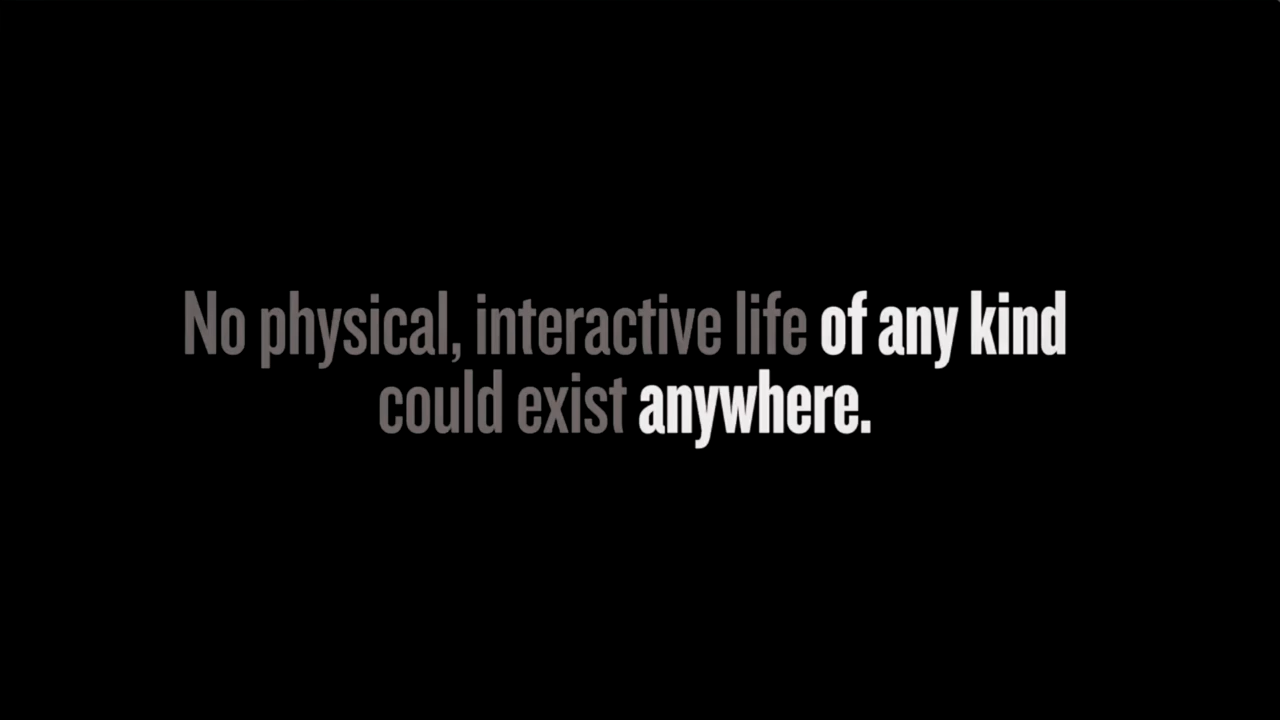 No physical, interactive life of any kind
could exist anywhere.